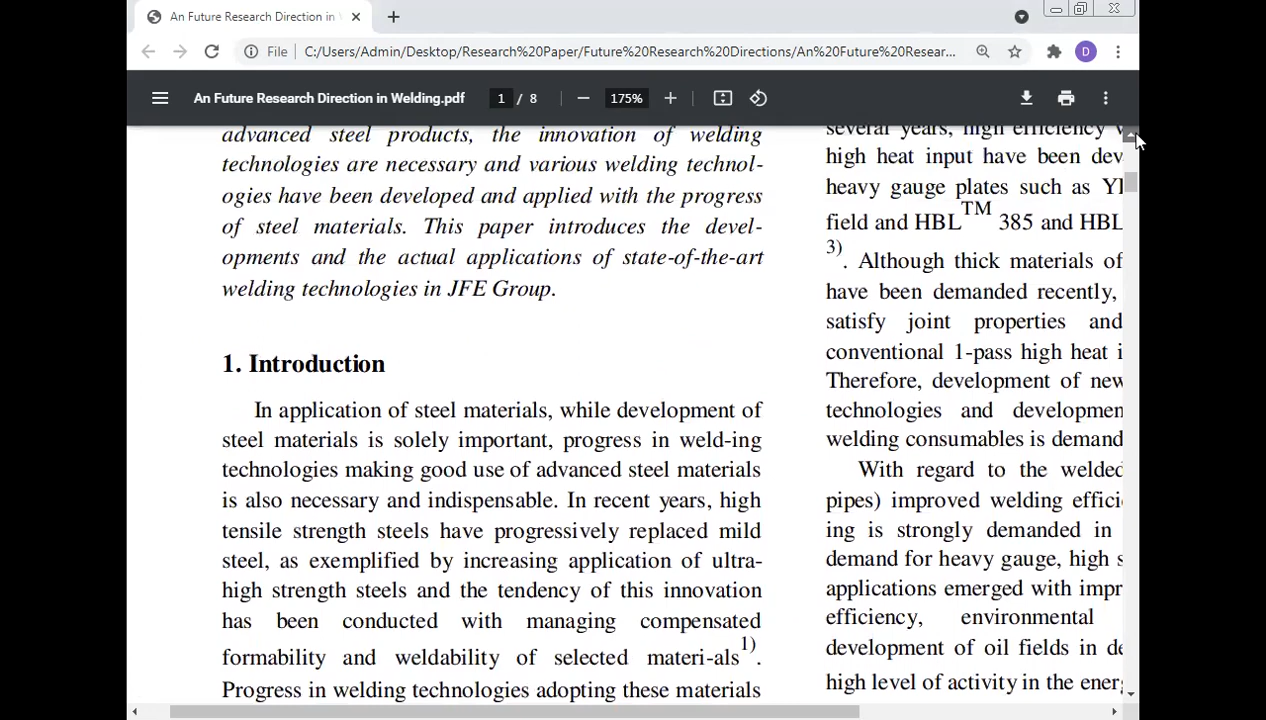 An Future Research Direction in
File C:/Users/Admin/Desktop/Research%20Paper/Future%20Research%20Directions/An%20Future%20Resear...
D
An Future Research Direction in Welding.pdf
1 / 8
175%
advanced steel products, the innovation of welding
technologies are necessary and various welding technol-
ogies have been developed and applied with the progress
of steel materials. This paper introduces the devel-
opments and the actual applications of state-of-the-art
welding technologies in JFE Group.
1. Introduction
In application of steel materials, while development of
steel materials is solely important, progress in weld-ing
technologies making good use of advanced steel materials
is also necessary and indispensable. In recent years, high
tensile strength steels have progressively replaced mild
steel, as exemplified by increasing application of ultra-
high strength steels and the tendency of this innovation
has been conducted with managing compensated
formability and weldability of selected materi-als1).
Progress in welding technologies adopting these materials
several years, high efficiency
high heat input have been dev
heavy gauge plates such as
field and HBL™ 385 and HBL
3). Although thick materials of
have been demanded recently,
satisfy joint properties and
conventional 1-pass high heat i
Therefore, development of new
technologies and developmen
welding consumables is demand
With regard to the welded
pipes) improved welding effici
ing is strongly demanded in
demand for heavy gauge, high s
applications emerged with impr
efficiency, environmental
development of oil fields in de
high level of activity in the ener